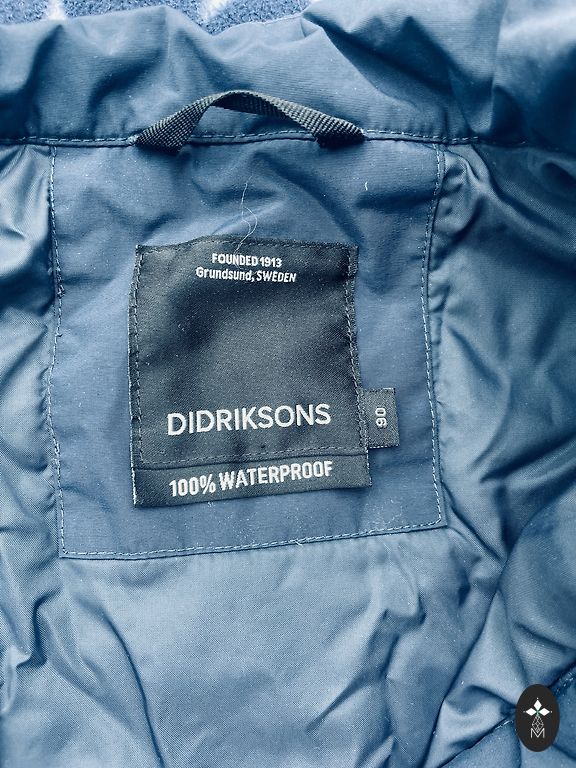 FOUNDED 1913
Grundsund, SWEDEN
DIDRIKSONS
90
100% WATERPROOF
M